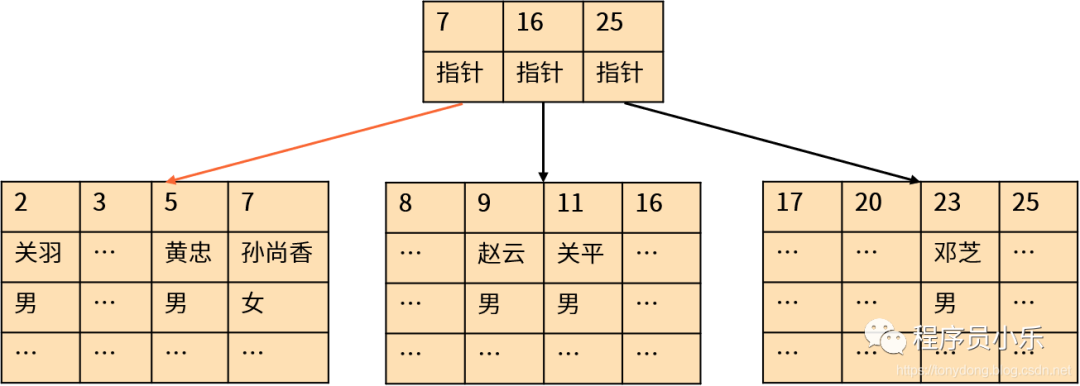 7 16 25
指针 指针 指针
2 3 5 7
关羽 … 黄忠 孙尚香
男 … 男 女
… … … …
8 9 11 16
… 赵云 关平 …
… 男 男 …
… … … …
17 20 23 25
… … 邓芝 …
… … 男 …
… … … …
程序员小乐
https://tonydong.blog.csdn.net